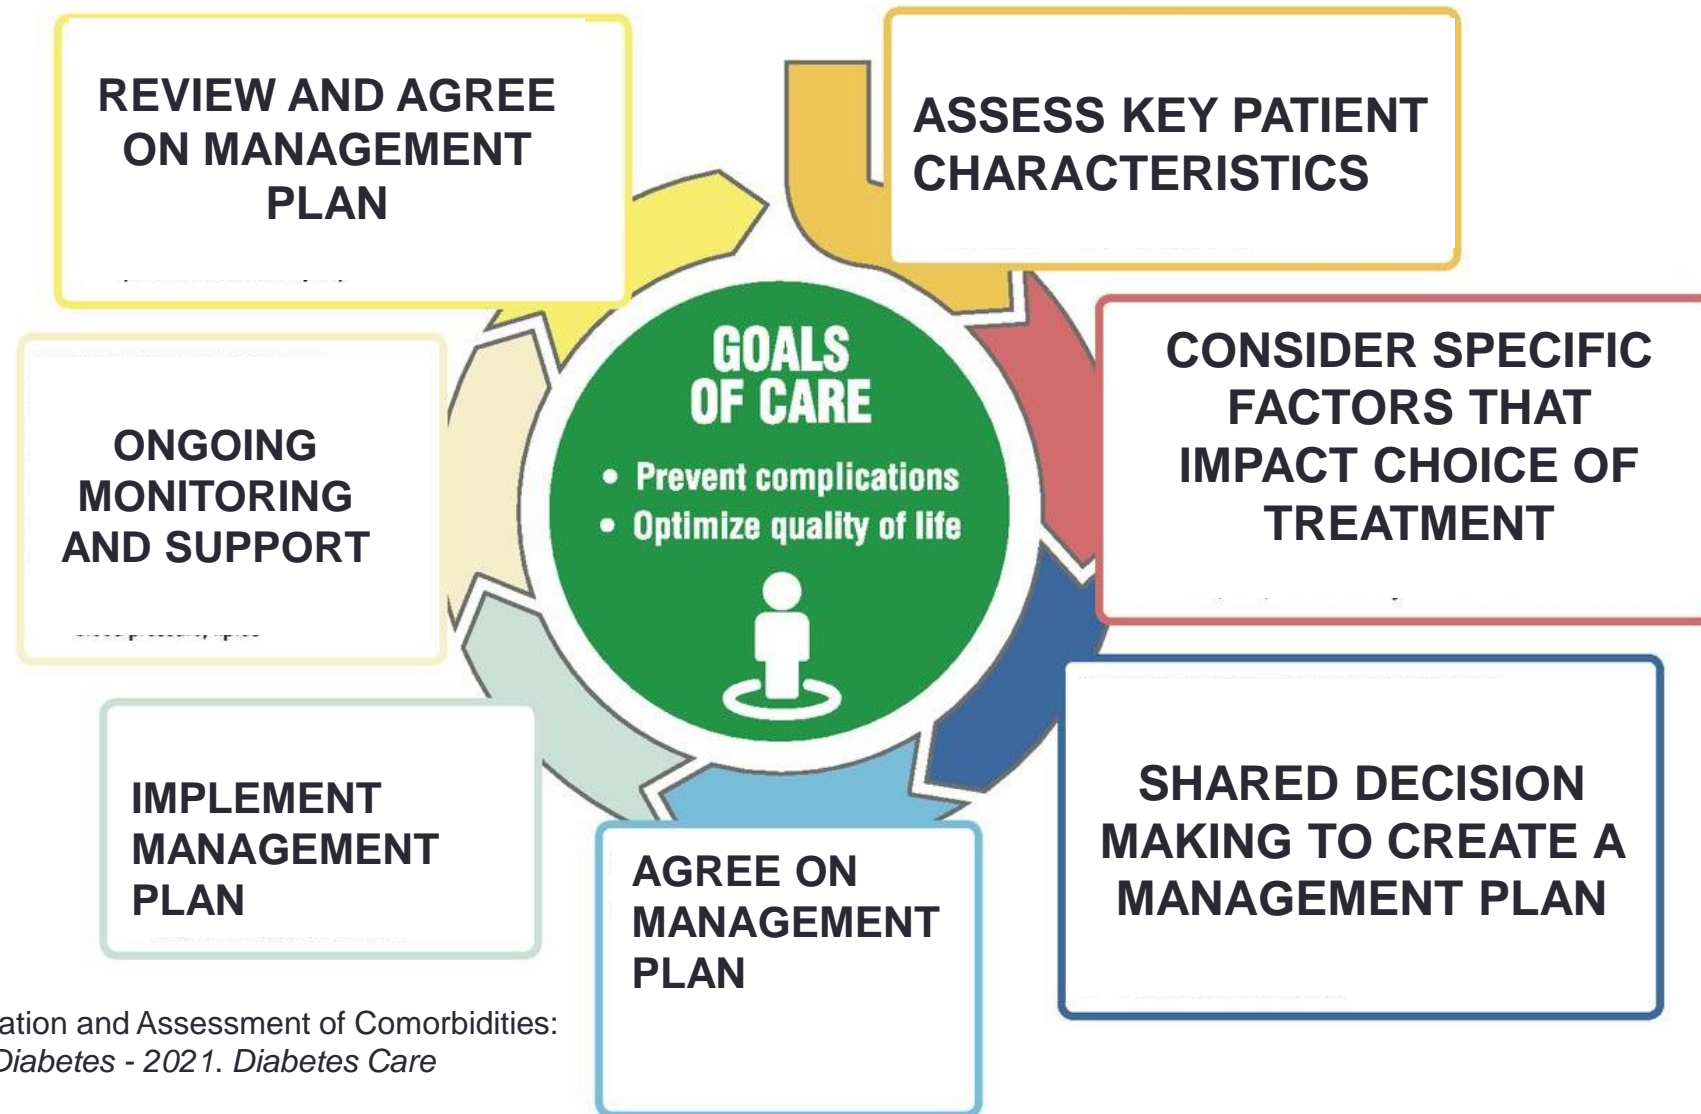 REVIEW AND AGREE
ON MANAGEMENT
PLAN
ASSESS KEY PATIENT
CHARACTERISTICS
CONSIDER SPECIFIC
FACTORS THAT
IMPACT CHOICE OF
TREATMENT
GOALS
OF CARE
• Prevent complications
• Optimize quality of life
ONGOING
MONITORING
AND SUPPORT
SHARED DECISION
MAKING TO CREATE A
MANAGEMENT PLAN
IMPLEMENT
MANAGEMENT
PLAN
AGREE ON
MANAGEMENT
PLAN
ation and Assessment of Comorbidities:
Diabetes - 2021. Diabetes Care